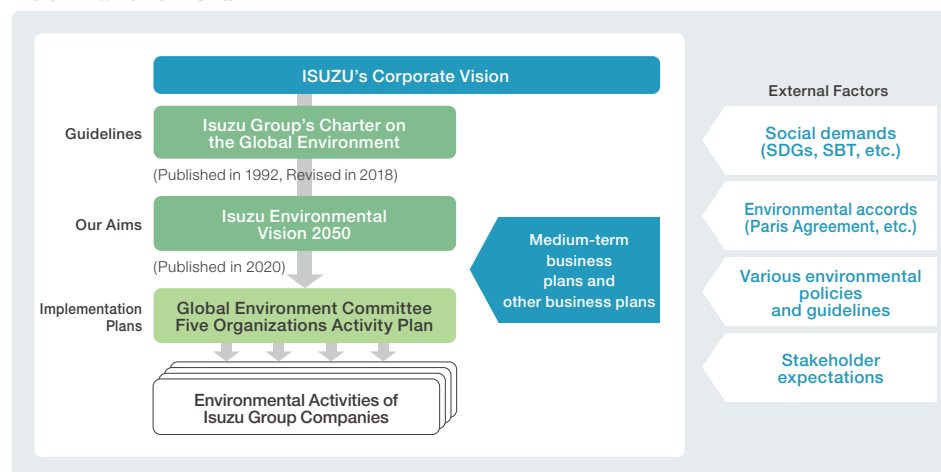 ISUZU's Corporate Vision
Guidelines
Isuzu Group's Charter on
the Global Environment
(Published in 1992, Revised in 2018)
Our Aims
Isuzu Environmental
Vision 2050
(Published in 2020)
Implementation
Plans
Global Environment Committee
Five Organizations Activity Plan
Environmental Activities of
Isuzu Group Companies
Medium-term
business
plans and
other business plans
External Factors
Social demands
(SDGs, SBT, etc.)
Environmental accords
(Paris Agreement, etc.)
Various environmental
policies
and guidelines
Stakeholder
expectations